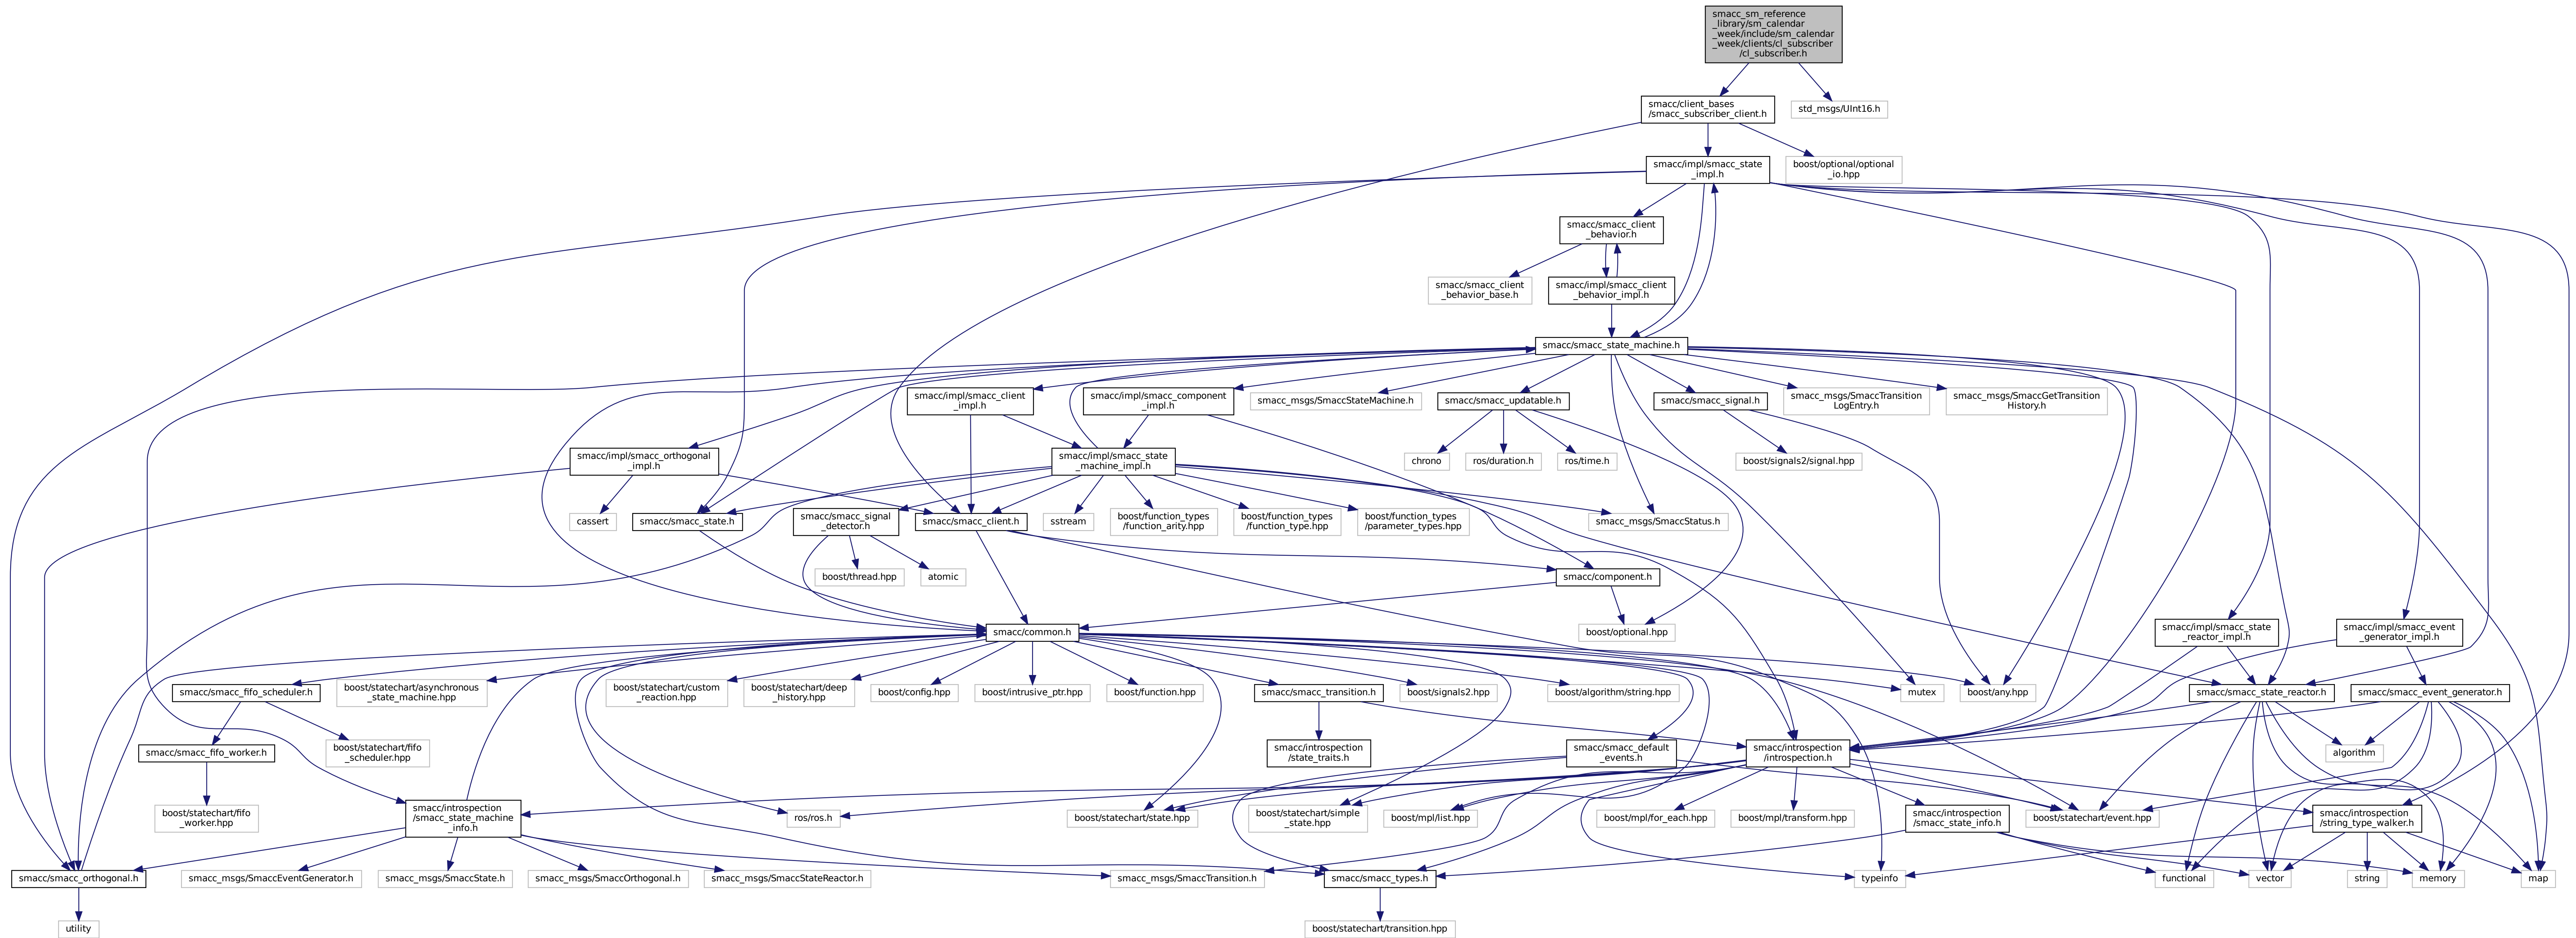 smacc_sm_reference
_library/sm_calendar
_week/include/sm_calendar
_week/clients/cl_subscriber
/cl_subscriber.h
smacc/client_bases
/smacc_subscriber_client.h
std_msgs/UInt16.h
smacc/impl/smacc_state
_impl.h
boost/optional/optional
_io.hpp
smacc/smacc_client
_behavior.h
smacc/smacc_client
_behavior_base.h
smacc/impl/smacc_client
_behavior_impl.h
smacc/smacc_state_machine.h
smacc/impl/smacc_client
_impl.h
smacc/impl/smacc_component
_impl.h
smacc_msgs/SmaccStateMachine.h
smacc/smacc_updatable.h
smacc/smacc_signal.h
smacc_msgs/SmaccTransition
LogEntry.h
smacc_msgs/SmaccGetTransition
History.h
smacc/impl/smacc_orthogonal
_impl.h
smacc/impl/smacc_state
_machine_impl.h
chrono
ros/duration.h
ros/time.h
boost/signals2/signal.hpp
cassert
smacc/smacc_state.h
smacc/smacc_signal
_detector.h
smacc/smacc_client.h
sstream
boost/function_types
/function_arity.hpp
boost/function_types
/function_type.hpp
boost/function_types
/parameter_types.hpp
smacc_msgs/SmaccStatus.h
boost/thread.hpp
atomic
smacc/component.h
smacc/common.h
boost/optional.hpp
smacc/impl/smacc_state
_reactor_impl.h
smacc/impl/smacc_event
_generator_impl.h
smacc/smacc_fifo_scheduler.h
boost/statechart/asynchronous
_state_machine.hpp
boost/statechart/custom
_reaction.hpp
boost/statechart/deep
_history.hpp
boost/config.hpp
boost/intrusive_ptr.hpp
boost/function.hpp
smacc/smacc_transition.h
boost/signals2.hpp
boost/algorithm/string.hpp
mutex
boost/any.hpp
smacc/smacc_state_reactor.h
smacc/smacc_event_generator.h
smacc/smacc_fifo_worker.h
boost/statechart/fifo
_scheduler.hpp
smacc/introspection
/state_traits.h
smacc/smacc_default
_events.h
smacc/introspection
/introspection.h
algorithm
boost/statechart/fifo
_worker.hpp
smacc/introspection
/smacc_state_machine
_info.h
ros/ros.h
boost/statechart/state.hpp
boost/statechart/simple
_state.hpp
boost/mpl/list.hpp
boost/mpl/for_each.hpp
boost/mpl/transform.hpp
smacc/introspection
/smacc_state_info.h
boost/statechart/event.hpp
smacc/introspection
/string_type_walker.h
smacc/smacc_orthogonal.h
smacc_msgs/SmaccEventGenerator.h
smacc_msgs/SmaccState.h
smacc_msgs/SmaccOrthogonal.h
smacc_msgs/SmaccStateReactor.h
smacc_msgs/SmaccTransition.h
smacc/smacc_types.h
typeinfo
functional
vector
string
memory
map
utility
boost/statechart/transition.hpp